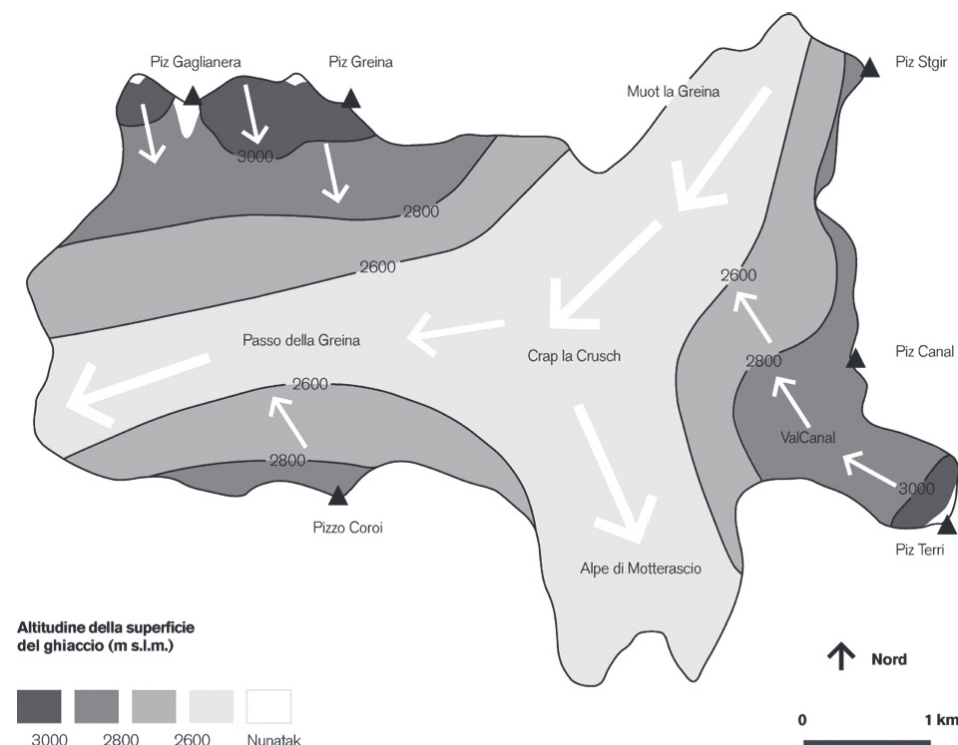 Piz Gaglianera
Piz Greina
Piz Stgir
Muot la Greina
3000
2800
2600
2600
Passo della Greina
Crap la Crusch
Piz Canal
2800
2600
ValCanal
2800
3000
Pizzo Coroi
Piz Terri
Alpe di Motterascio
Altitudine della superficie
del ghiaccio (m s.l.m.)
Nord
3000 2800 2600 Nunatak
0 1 km